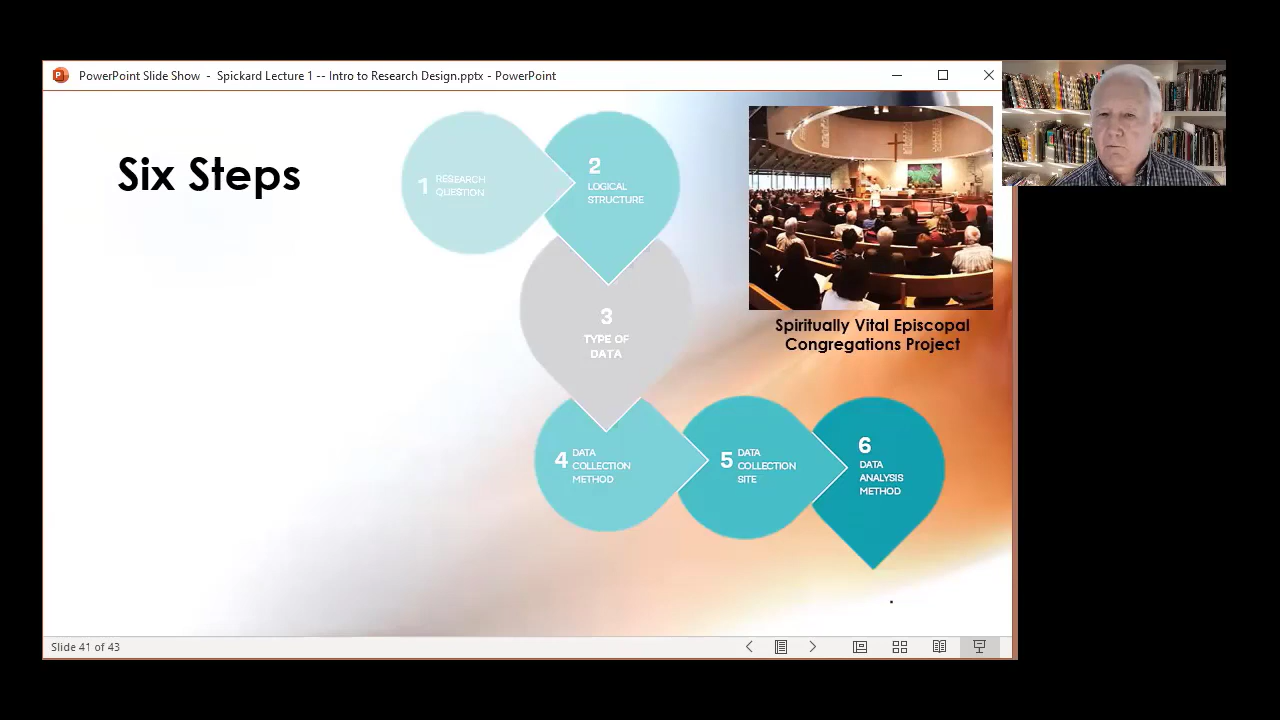 PowerPoint Slide Show - Spickard Lecture 1 -- Intro to Research Design.pptx - PowerPoint
Six Steps
1 RESEARCH
QUESTION
2
LOGICAL
STRUCTURE
3
TYPE OF
DATA
Spiritually Vital Episcopal
Congregations Project
4 DATA
COLLECTION
METHOD
5 DATA
COLLECTION
SITE
6
DATA
ANALYSIS
METHOD
Slide 41 of 43